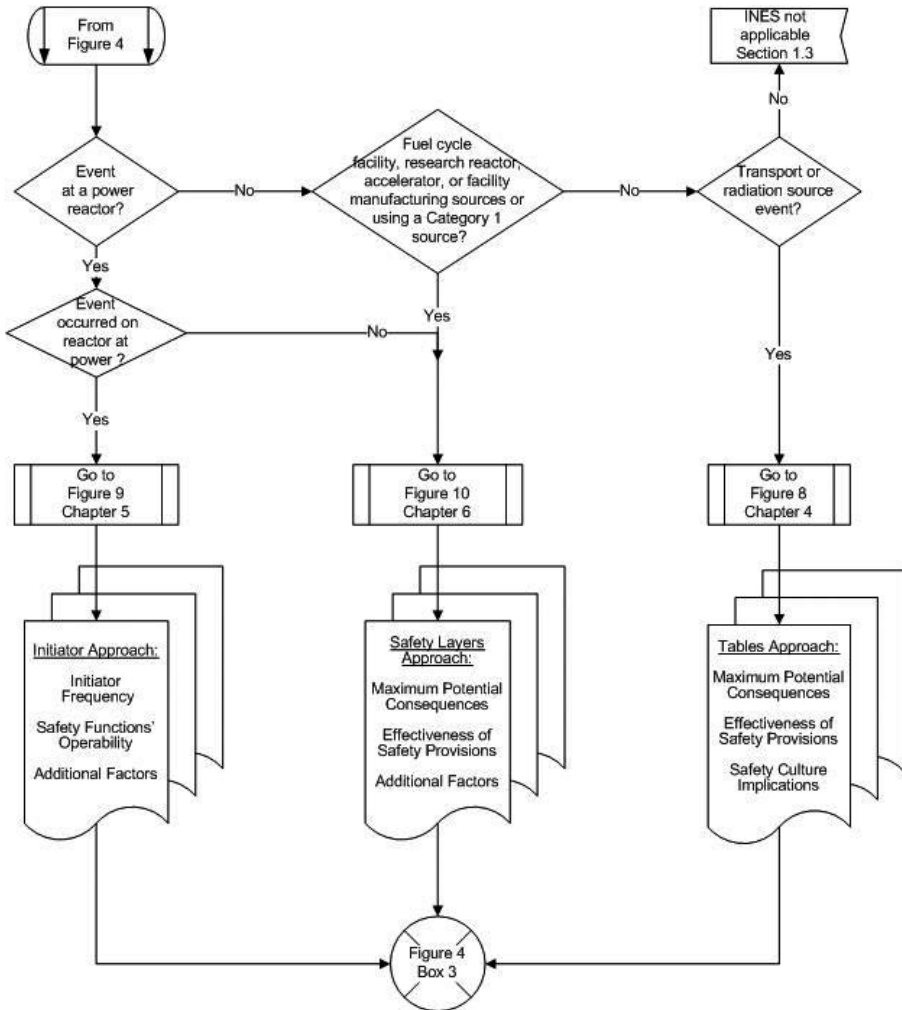 From
Figure 4
INES not
applicable
Section 1.3
No
Event
at a power
reactor?
No
Fuel cycle
facility, research reactor,
accelerator, or facility
manufacturing sources or
using a Category 1
source?
No
Transport or
radiation source
event?
Yes
Event
occurred on
reactor at
power ?
No
Yes
Yes
Yes
Go to
Figure 9
Chapter 5
Go to
Figure 10
Chapter 6
Go to
Figure 8
Chapter 4
Initiator Approach:
Initiator
Frequency
Safety Functions'
Operability
Additional Factors
Safety Layers
Approach:
Maximum Potential
Consequences
Effectiveness of
Safety Provisions
Additional Factors
Tables Approach:
Maximum Potential
Consequences
Effectiveness of
Safety Provisions
Safety Culture
Implications
Figure 4
Box 3